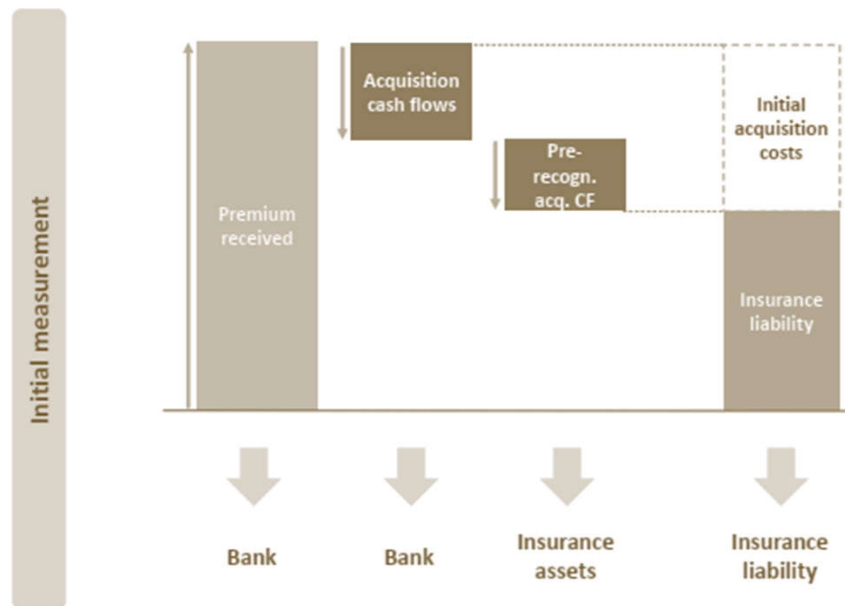 Initial measurement
Premium
received
Acquisition
cash flows
Pre-
recogn.
acq. CF
Initial
acquisition
costs
Insurance
liability
Bank
Bank
Insurance
assets
Insurance
liability